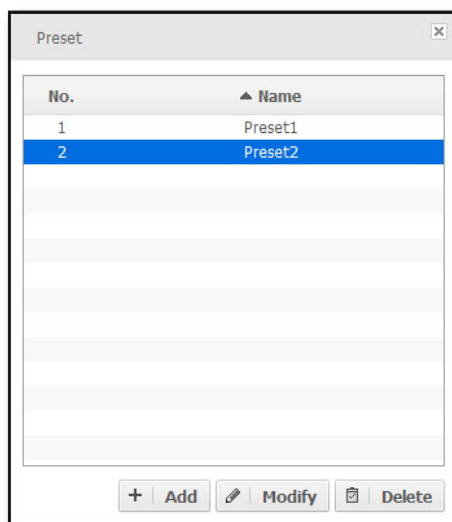 Preset
No. ▲ Name
1 Preset1
2 Preset2
+ Add Modify Delete